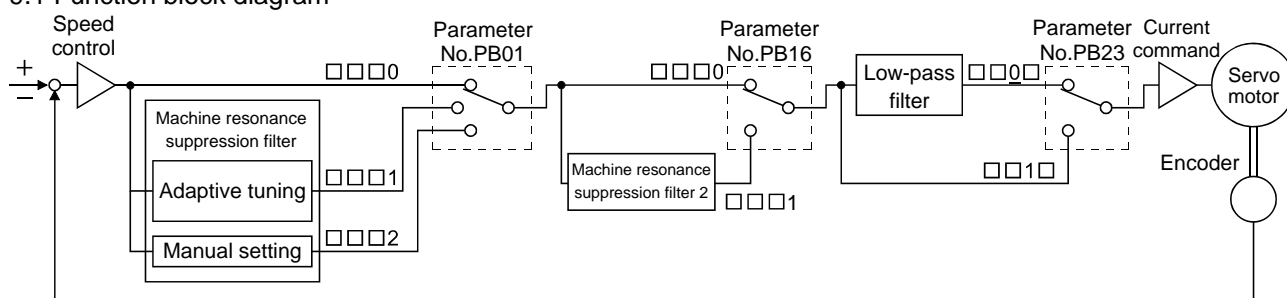 9.1 Function block diagram
Speed
control
Parameter
No.PB01
Parameter
No.PB16
Parameter
No.PB23
Current
command
+
−
□□□0
□□□0
Low-pass
filter
□□0□
Servo
motor
Machine resonance
suppression filter
Adaptive tuning
□□□1
Machine resonance
suppression filter 2
□□□1
□□1□
Encoder
Manual setting
□□□2